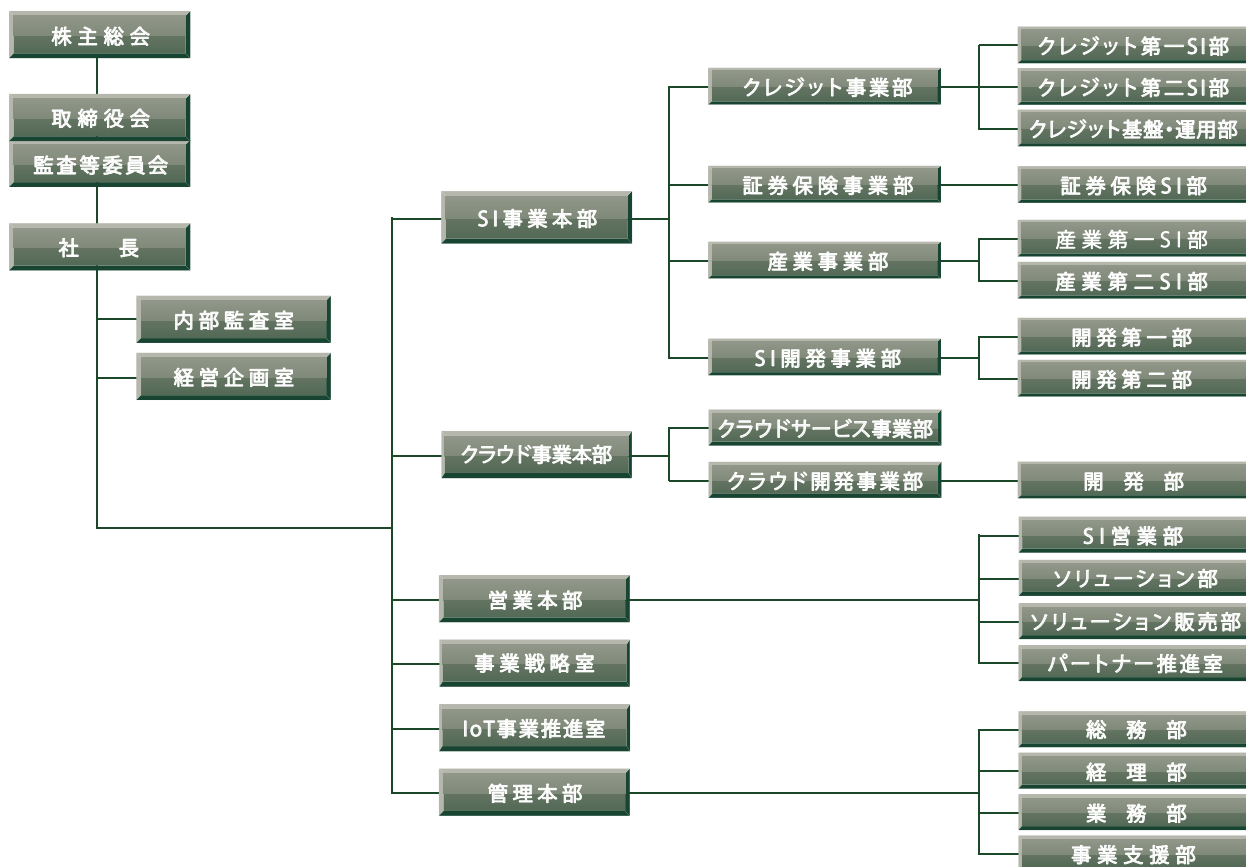 株主総会
取締役会
監査等委員会
社長
内部監査室
経営企画室
SI事業本部
クレジット事業部
クレジット第一SI部
クレジット第二SI部
クレジット基盤・運用部
証券保険事業部
証券保険SI部
産業事業部
産業第一SI部
産業第二SI部
SI開発事業部
開発第一部
開発第二部
クラウド事業本部
クラウドサービス事業部
クラウド開発事業部
開発部
営業本部
SI営業部
ソリューション部
ソリューション販売部
パートナー推進室
事業戦略室
IoT事業推進室
管理本部
総務部
経理部
業務部
事業支援部